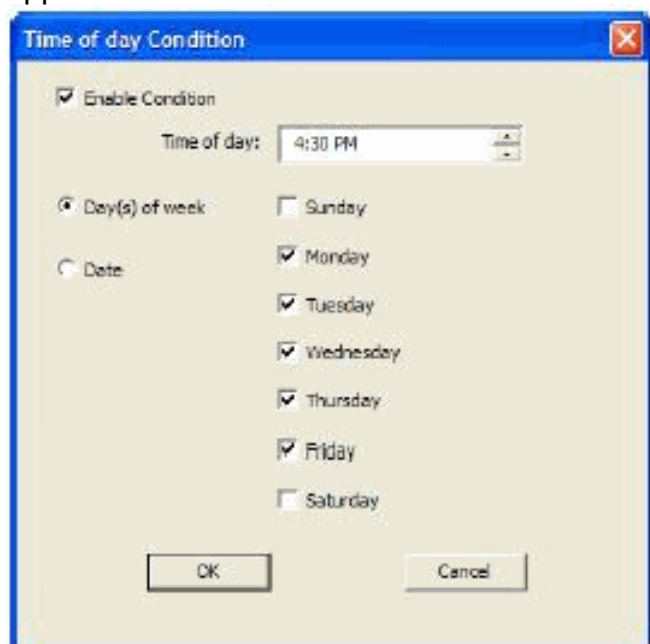 Time of day Condition
Enable Condition
Time of day: 4:30 PM
Day(s) of week Sunday
Monday
Date
Tuesday
Wednesday
Thursday
Friday
Saturday
OK Cancel